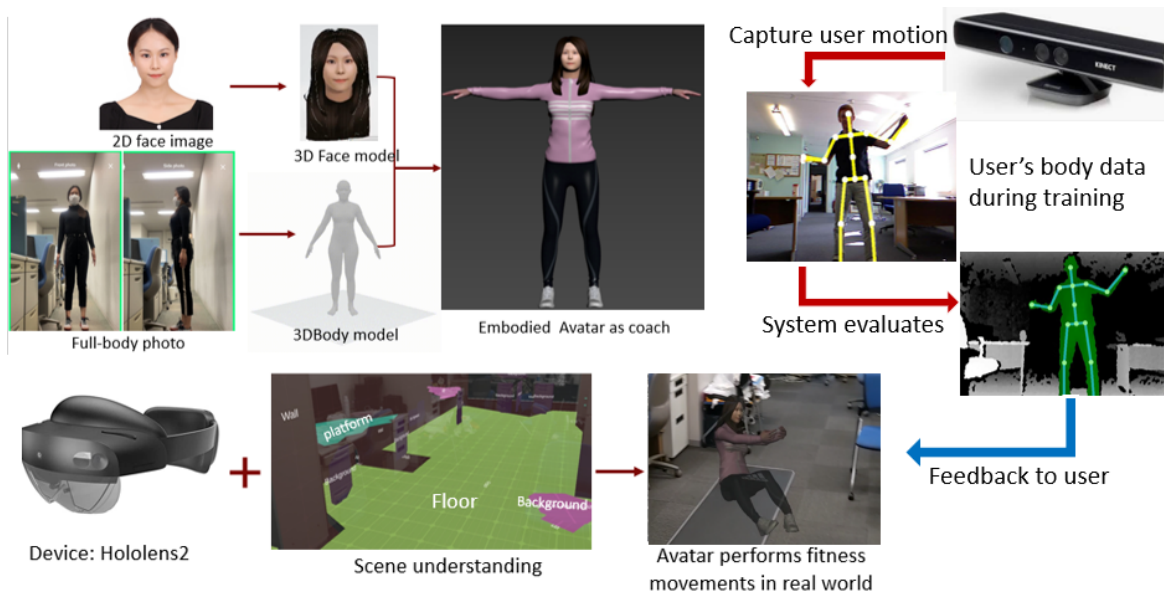 2D face image
3D Face model
Full-body photo
3DBody model
Embodied Avatar as coach
Capture user motion
KINECT
User's body data
during training
System evaluates
Feedback to user
Device: Hololens2
Wall
platform
Background
Floor
Background
Scene understanding
Avatar performs fitness
movements in real world